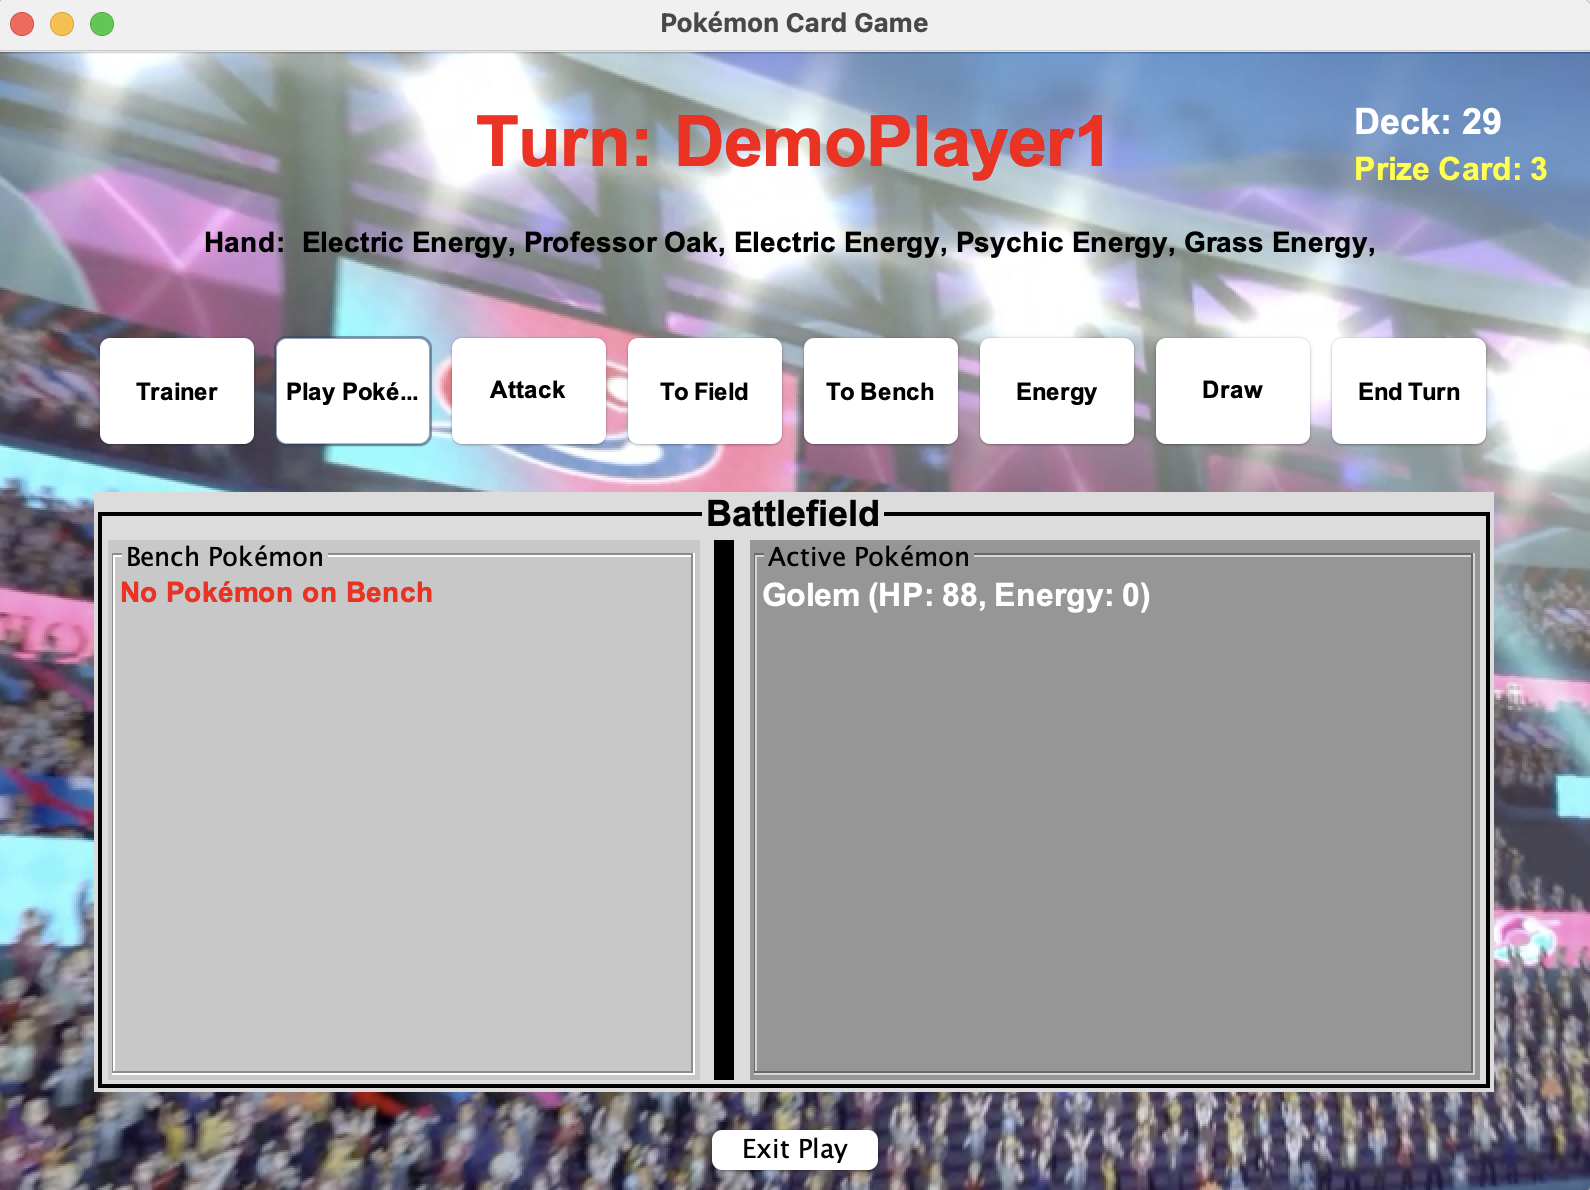 Pokémon Card Game
Turn: DemoPlayer1
Deck: 29
Prize Card: 3
Hand:  Electric Energy, Professor Oak, Electric Energy, Psychic Energy, Grass Energy,
Trainer
Play Poké...
Attack
To Field
To Bench
Energy
Draw
End Turn
Battlefield
Bench Pokémon
No Pokémon on Bench
Active Pokémon
Golem (HP: 88, Energy: 0)
Exit Play